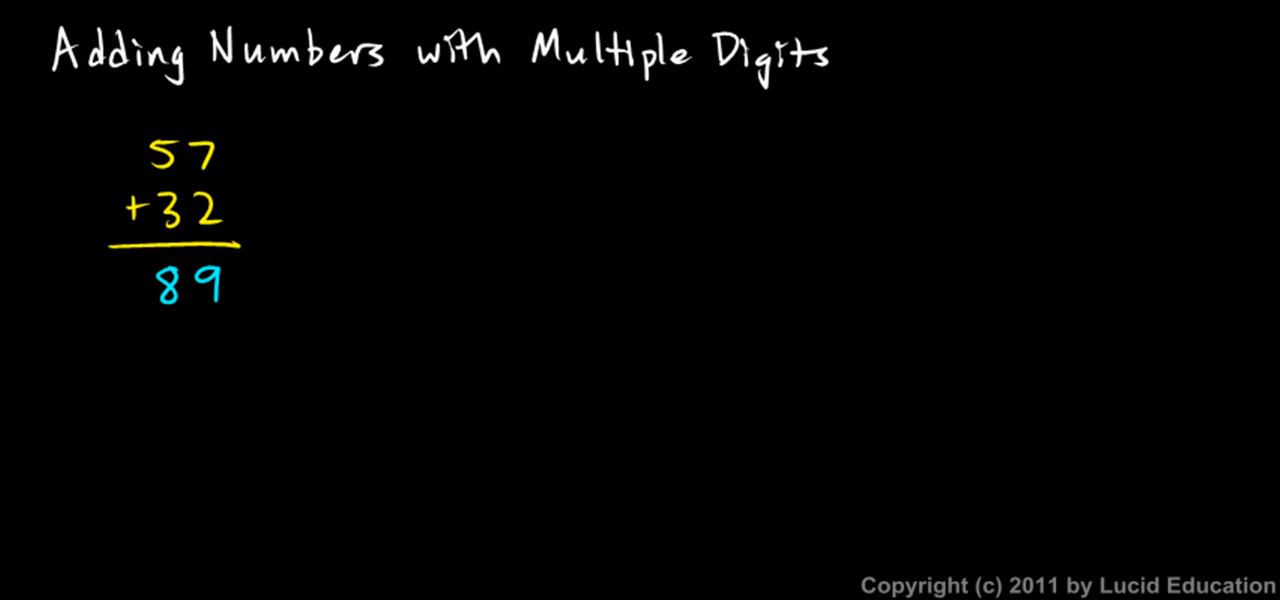 Adding Numbers with Multiple Digits
57
+32
89
Copyright (c) 2011 by Lucid Education